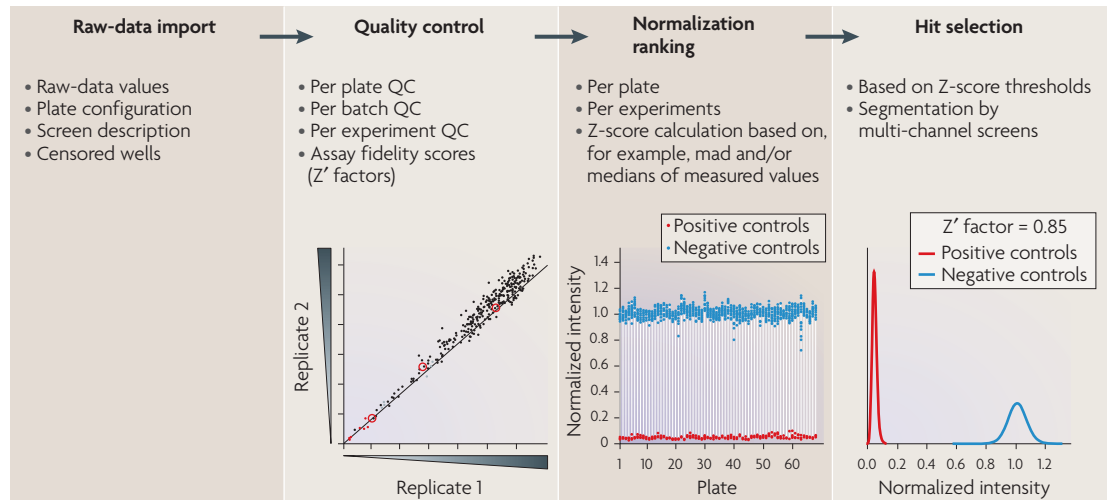 Raw-data import
Quality control
Normalization
ranking
Hit selection
• Raw-data values
• Plate configuration
• Screen description
• Censored wells
• Per plate QC
• Per batch QC
• Per experiment QC
• Assay fidelity scores
(Z′ factors)
• Per plate
• Per experiments
• Z-score calculation based on,
for example, mad and/or
medians of measured values
• Based on Z-score thresholds
• Segmentation by
multi-channel screens
Replicate 2
Replicate 1
Positive controls
Negative controls
Normalized intensity
1.4
1.2
1.0
0.8
0.6
0.4
0.2
0
1 10 20 30 40 50 60
Plate
Z′ factor = 0.85
Positive controls
Negative controls
0.0 0.2 0.4 0.6 0.8 1.0 1.2
Normalized intensity